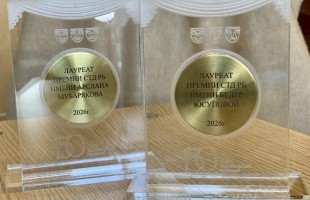 ЛАУРЕАТ
ПРЕМИИ СТД РБ
ИМЕНИ АРСЛАНА
МУБАРЯКОВА
2026г.
ЛАУРЕАТ
ПРЕМИИ СТД РБ
ИМЕНИ БЕДЕР
ЮСУПОВОЙ
2026г.